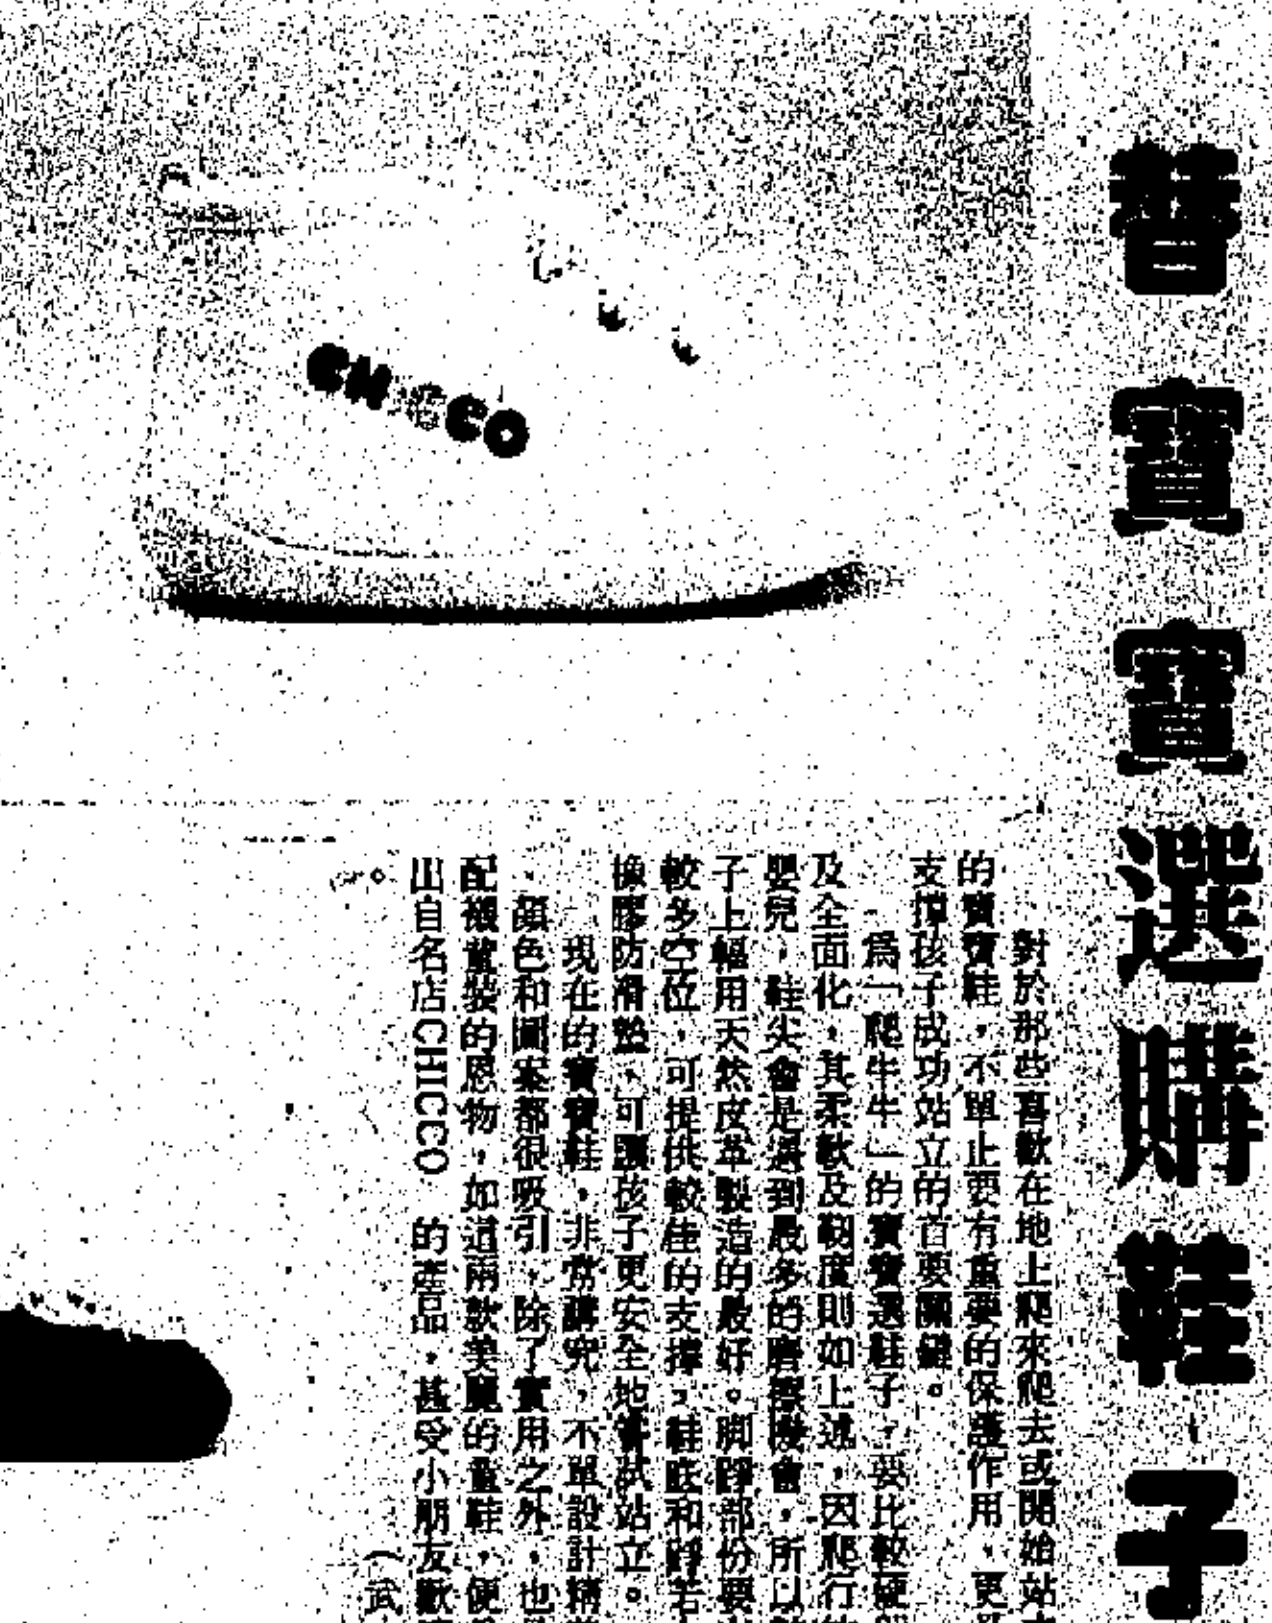 替寶寶選購鞋子
對於那些喜歡在地上爬來爬去或開始站
的寶寶鞋，不單止要有重要的保護作用，更
支撐孩子成功站立的首要關鍵。
為「爬牛牛」的寶寶選鞋子，要比較硬
及全面化，其柔軟及韌度則如上述，因爬行
嬰兒，鞋尖會是遇到最多的磨擦機會，所以
子上幅用天然皮革製造的最好。脚踭部份要
較多空位，可提供較佳的支撐，鞋底和踭若
橡膠防滑墊，可讓孩子更安全地嘗試站立。
現在的寶寶鞋，非常講究，不單設計精
，顏色和圖案都很吸引，除了實用之外，也
配襯童裝的恩物，如這兩款美麗的童鞋，便
出自名店CHICCO 的產品，甚受小朋友歡
。
（武
CHICCO